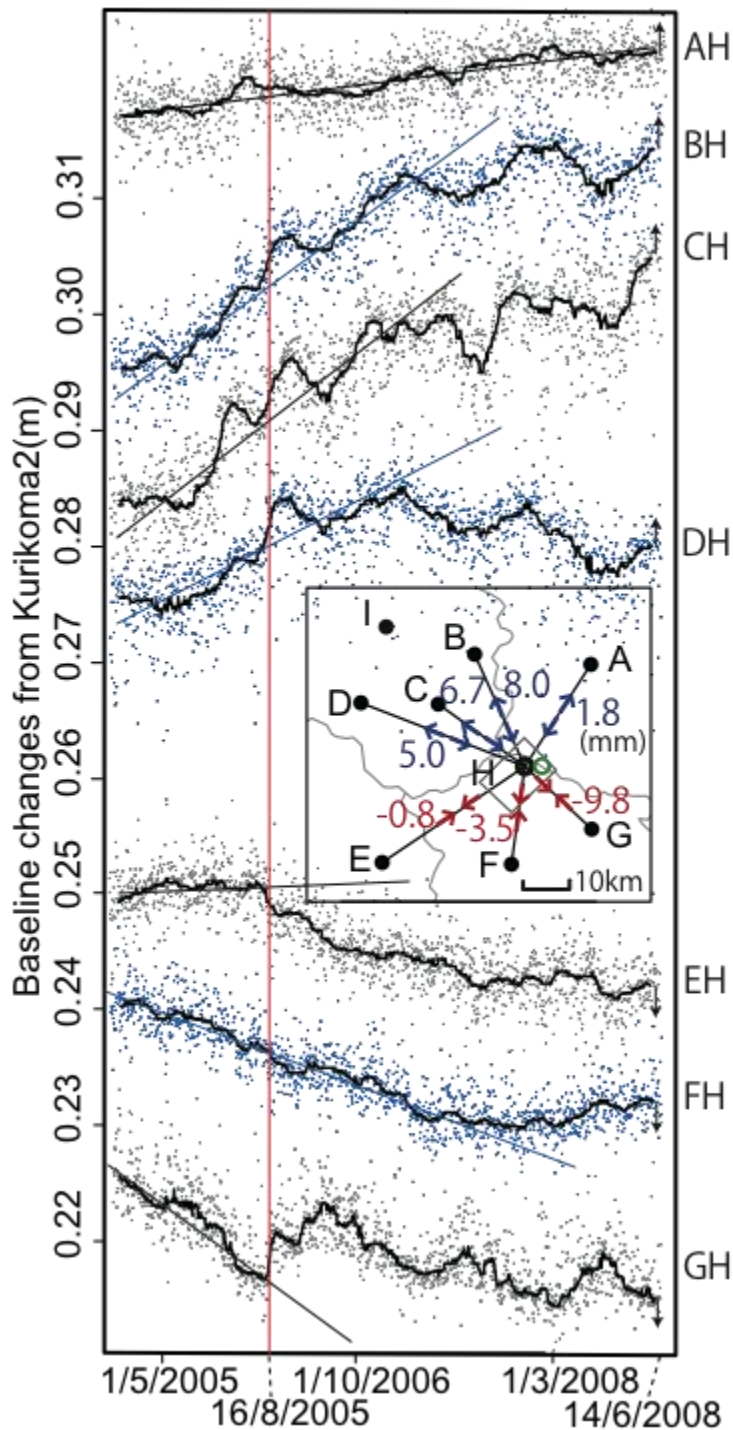 AH
BH
CH
DH
EH
FH
GH
Baseline changes from Kurikoma2(m)
0.31
0.30
0.29
0.28
0.27
0.26
0.25
0.24
0.23
0.22
I
B
A
D
C
6.7
8.0
1.8
(mm)
5.0
H
-0.8
-3.5
-9.8
E
F
G
10km
1/5/2005
1/10/2006
1/3/2008
16/8/2005
14/6/2008